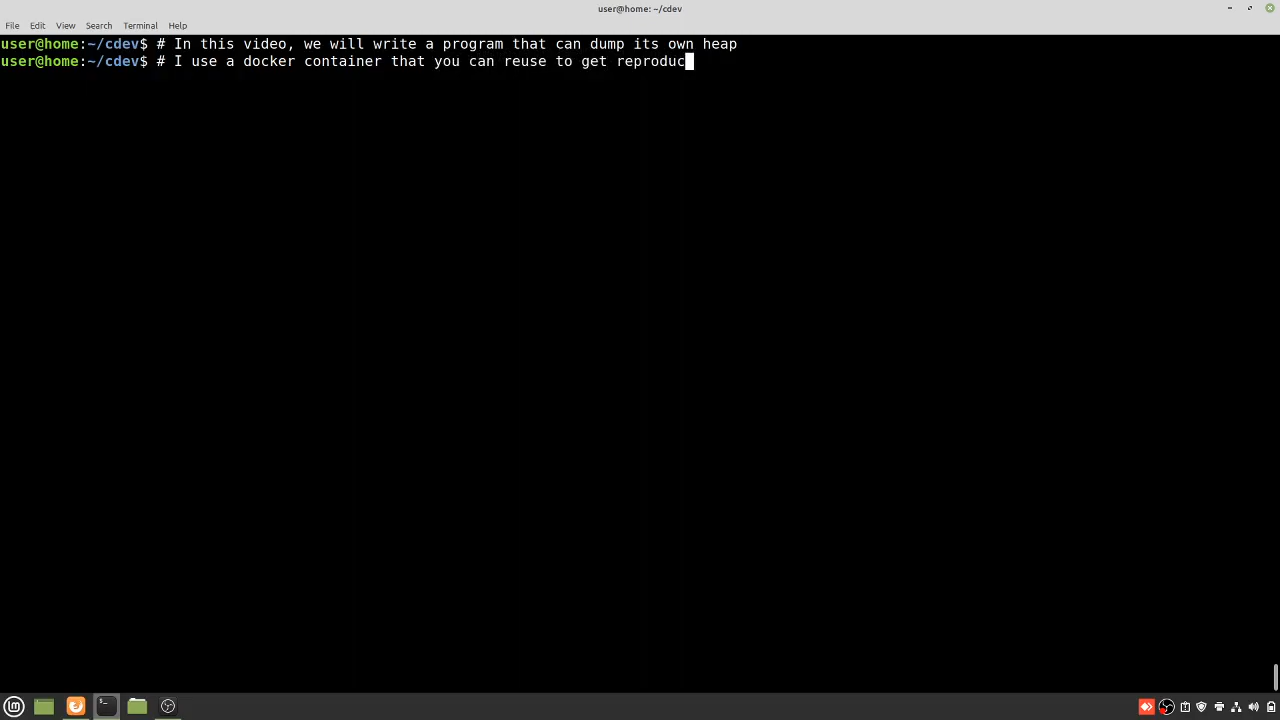 user@home: ~/cdev
File Edit View Search Terminal Help
user@home:~/cdev$ # In this video, we will write a program that can dump its own heap
user@home:~/cdev$ # I use a docker container that you can reuse to get reproduc